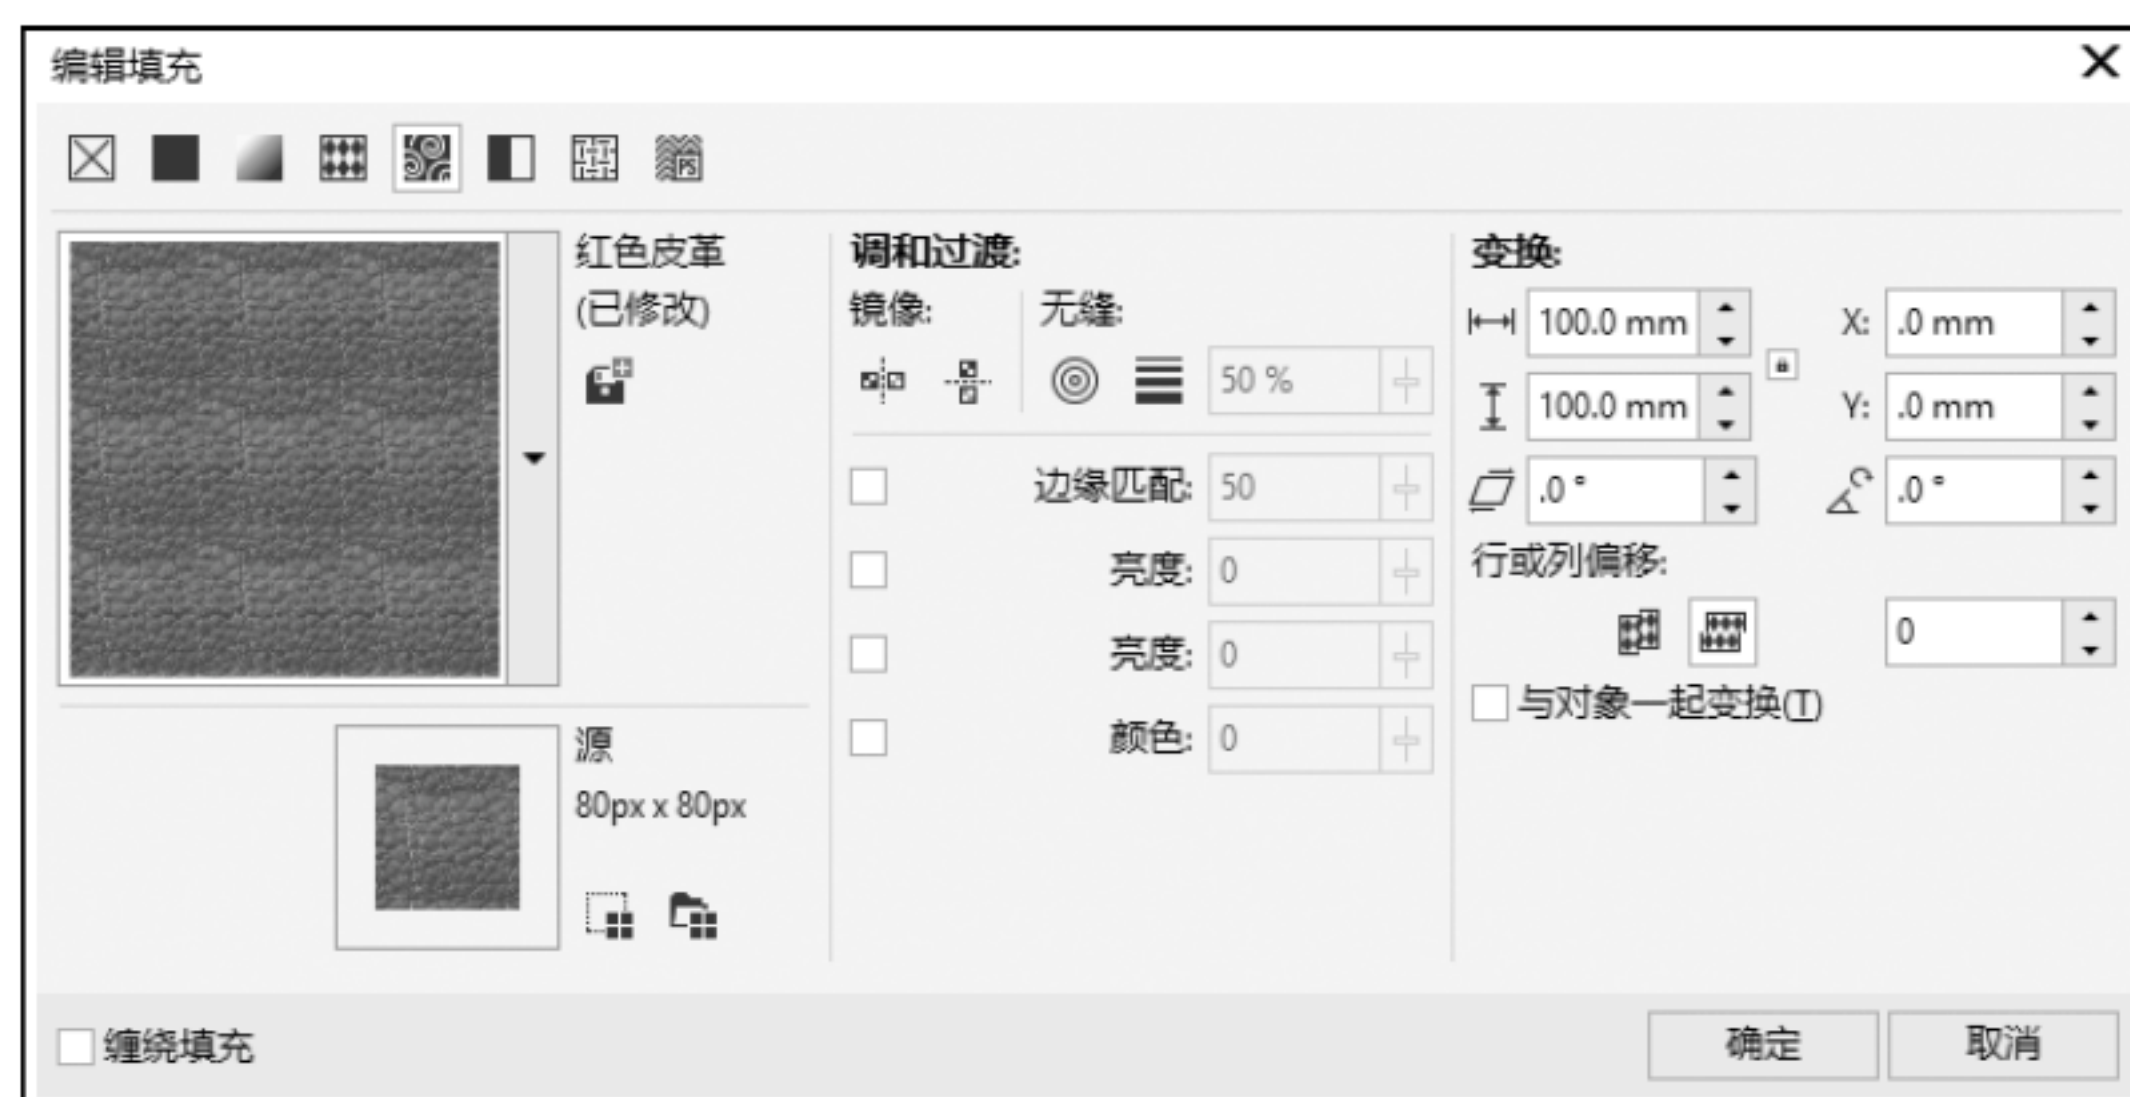 编辑填充
PS
红色皮革
(已修改)
源
80px x 80px
调和过渡:
镜像:
无缝:
50 %
边缘匹配: 50
亮度: 0
亮度: 0
颜色: 0
变换:
100.0 mm X: .0 mm
100.0 mm Y: .0 mm
.0 ° .0 °
行或列偏移:
0
与对象一起变换(T)
缠绕填充
确定 取消